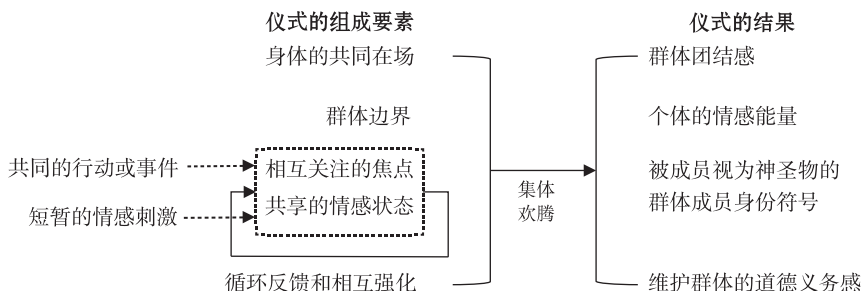 仪式的组成要素
身体的共同在场
群体边界
共同的行动或事件
相互关注的焦点
短暂的情感刺激
共享的情感状态
循环反馈和相互强化
集体
欢腾
仪式的结果
群体团结感
个体的情感能量
被成员视为神圣物的
群体成员身份符号
维护群体的道德义务感